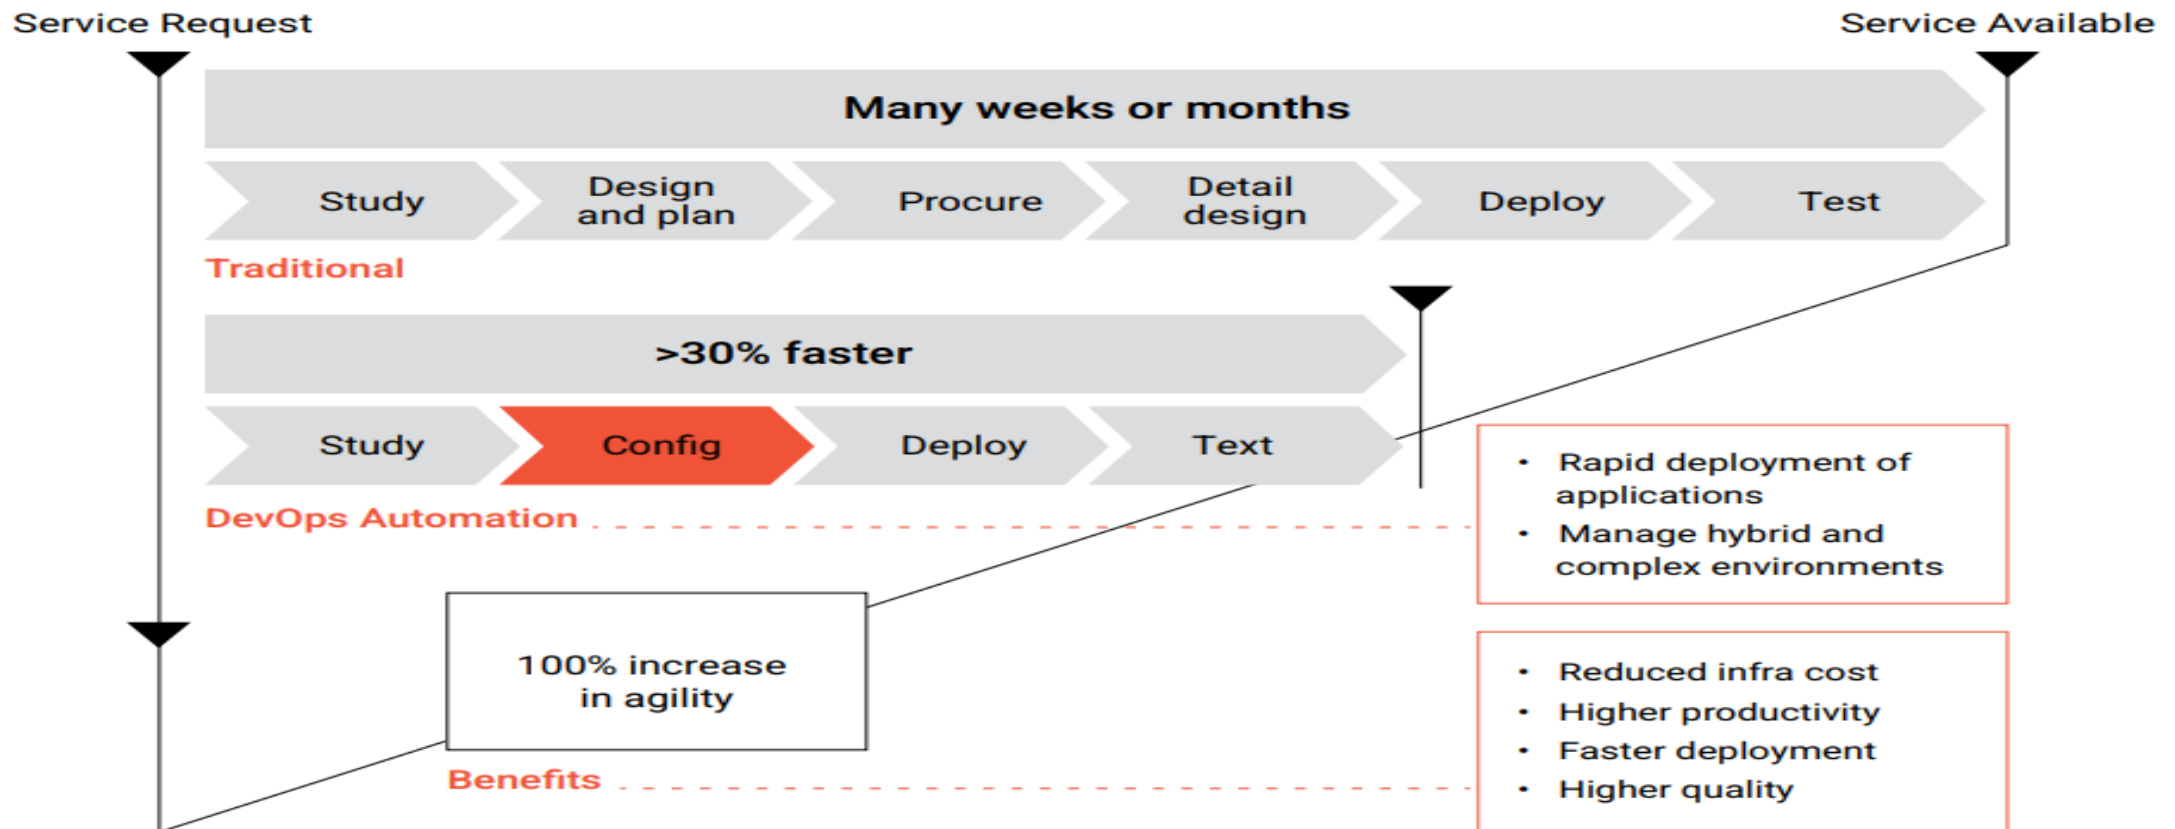 Service Request
Service Available
Many weeks or months
Study
Design
and plan
Procure
Detail
design
Deploy
Test
Traditional
>30% faster
Study
Config
Deploy
Text
DevOps Automation
• Rapid deployment of
applications
• Manage hybrid and
complex environments
100% increase
in agility
Benefits
• Reduced infra cost
• Higher productivity
• Faster deployment
• Higher quality